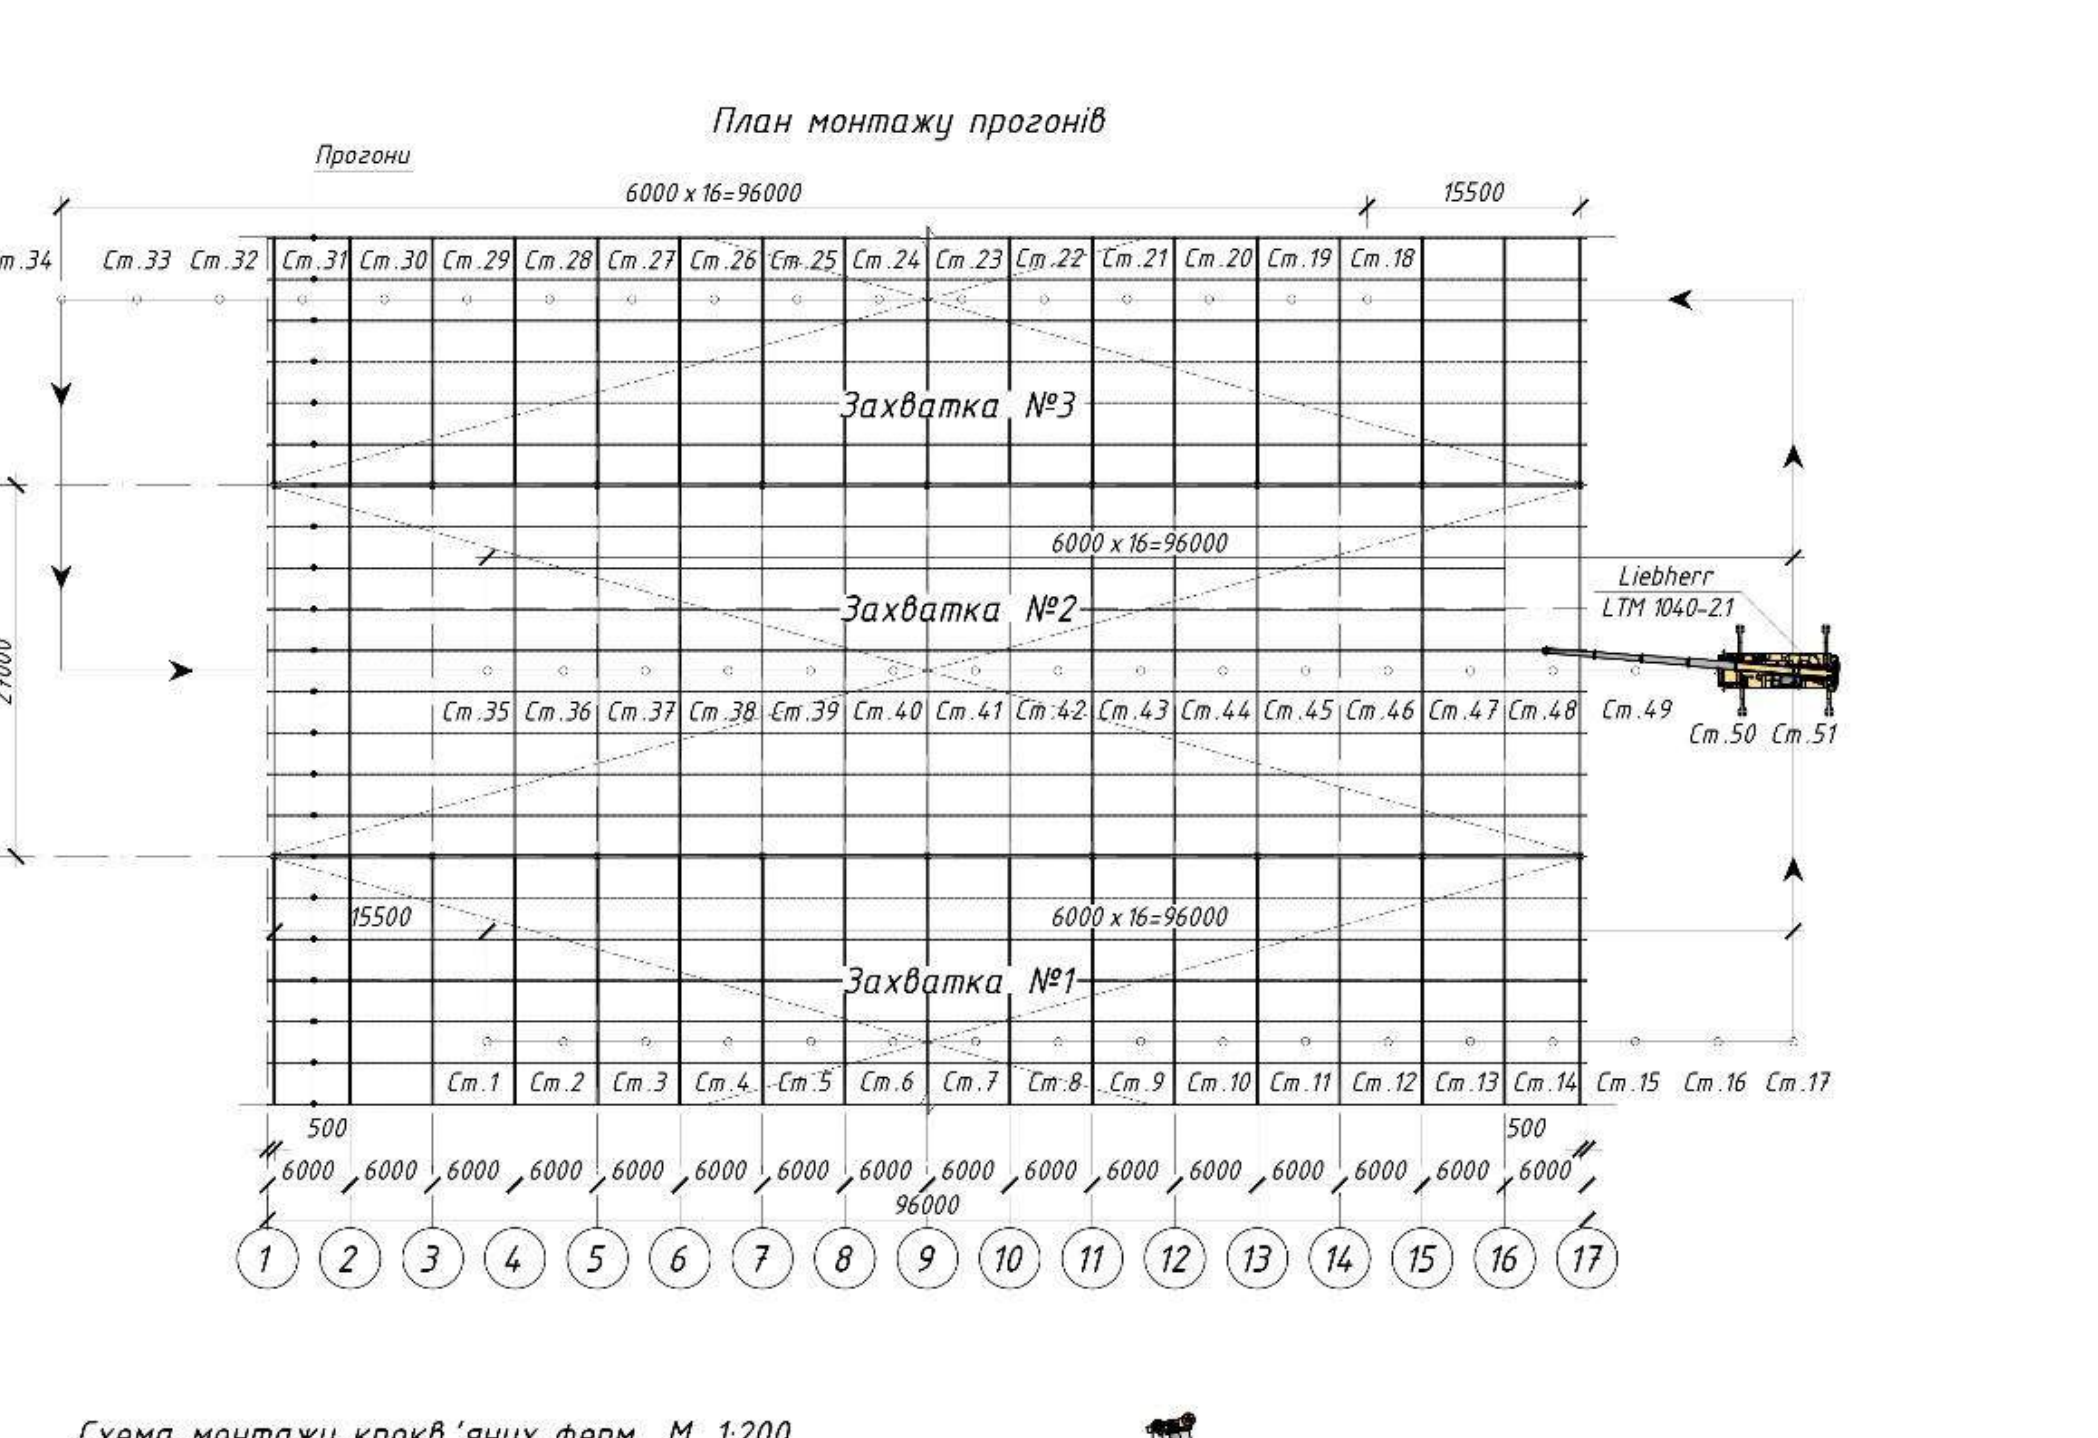 План монтажу прогонів
Прогони
6000 x 16=96000
15500
Ст.33 Ст.32 Ст.31 Ст.30 Ст.29 Ст.28 Ст.27 Ст.26 Ст.25 Ст.24 Ст.23 Ст.22 Ст.21 Ст.20 Ст.19 Ст.18
Захватка №3
6000 x 16=96000
Liebherr
LTM 1040-2.1
Захватка №2
Ст.35 Ст.36 Ст.37 Ст.38 Ст.39 Ст.40 Ст.41 Ст.42 Ст.43 Ст.44 Ст.45 Ст.46 Ст.47 Ст.48 Ст.49
Ст.50 Ст.51
15500
6000 x 16=96000
Захватка №1
Ст.1 Ст.2 Ст.3 Ст.4 Ст.5 Ст.6 Ст.7 Ст.8 Ст.9 Ст.10 Ст.11 Ст.12 Ст.13 Ст.14 Ст.15 Ст.16 Ст.17
500
500
6000 6000 6000 6000 6000 6000 6000 6000 6000 6000 6000 6000 6000 6000 6000 6000
96000
1 2 3 4 5 6 7 8 9 10 11 12 13 14 15 16 17
Схема монтажу крокв'яних ферм М 1:200